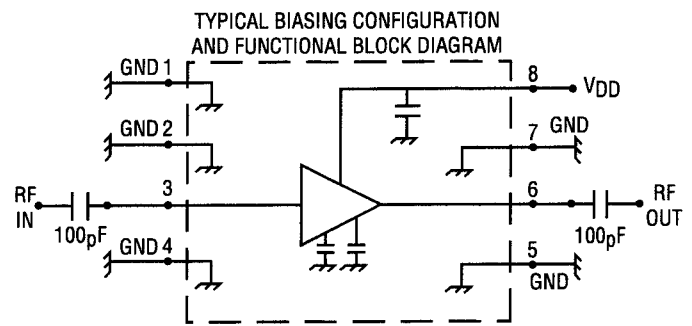 TYPICAL BIASING CONFIGURATION
AND FUNCTIONAL BLOCK DIAGRAM
GND 1
8
VDD
GND 2
7
GND
RF
IN
100pF
3
6
100pF
RF
OUT
GND 4
5
GND